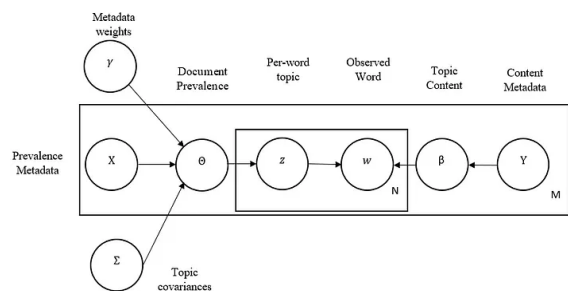 Metadata
weights
γ
Document
Prevalence
Per-word
topic
Observed
Word
Topic
Content
Content
Metadata
Prevalence
Metadata
X
Θ
z
w
β
Y
N
M
Σ
Topic
covariances